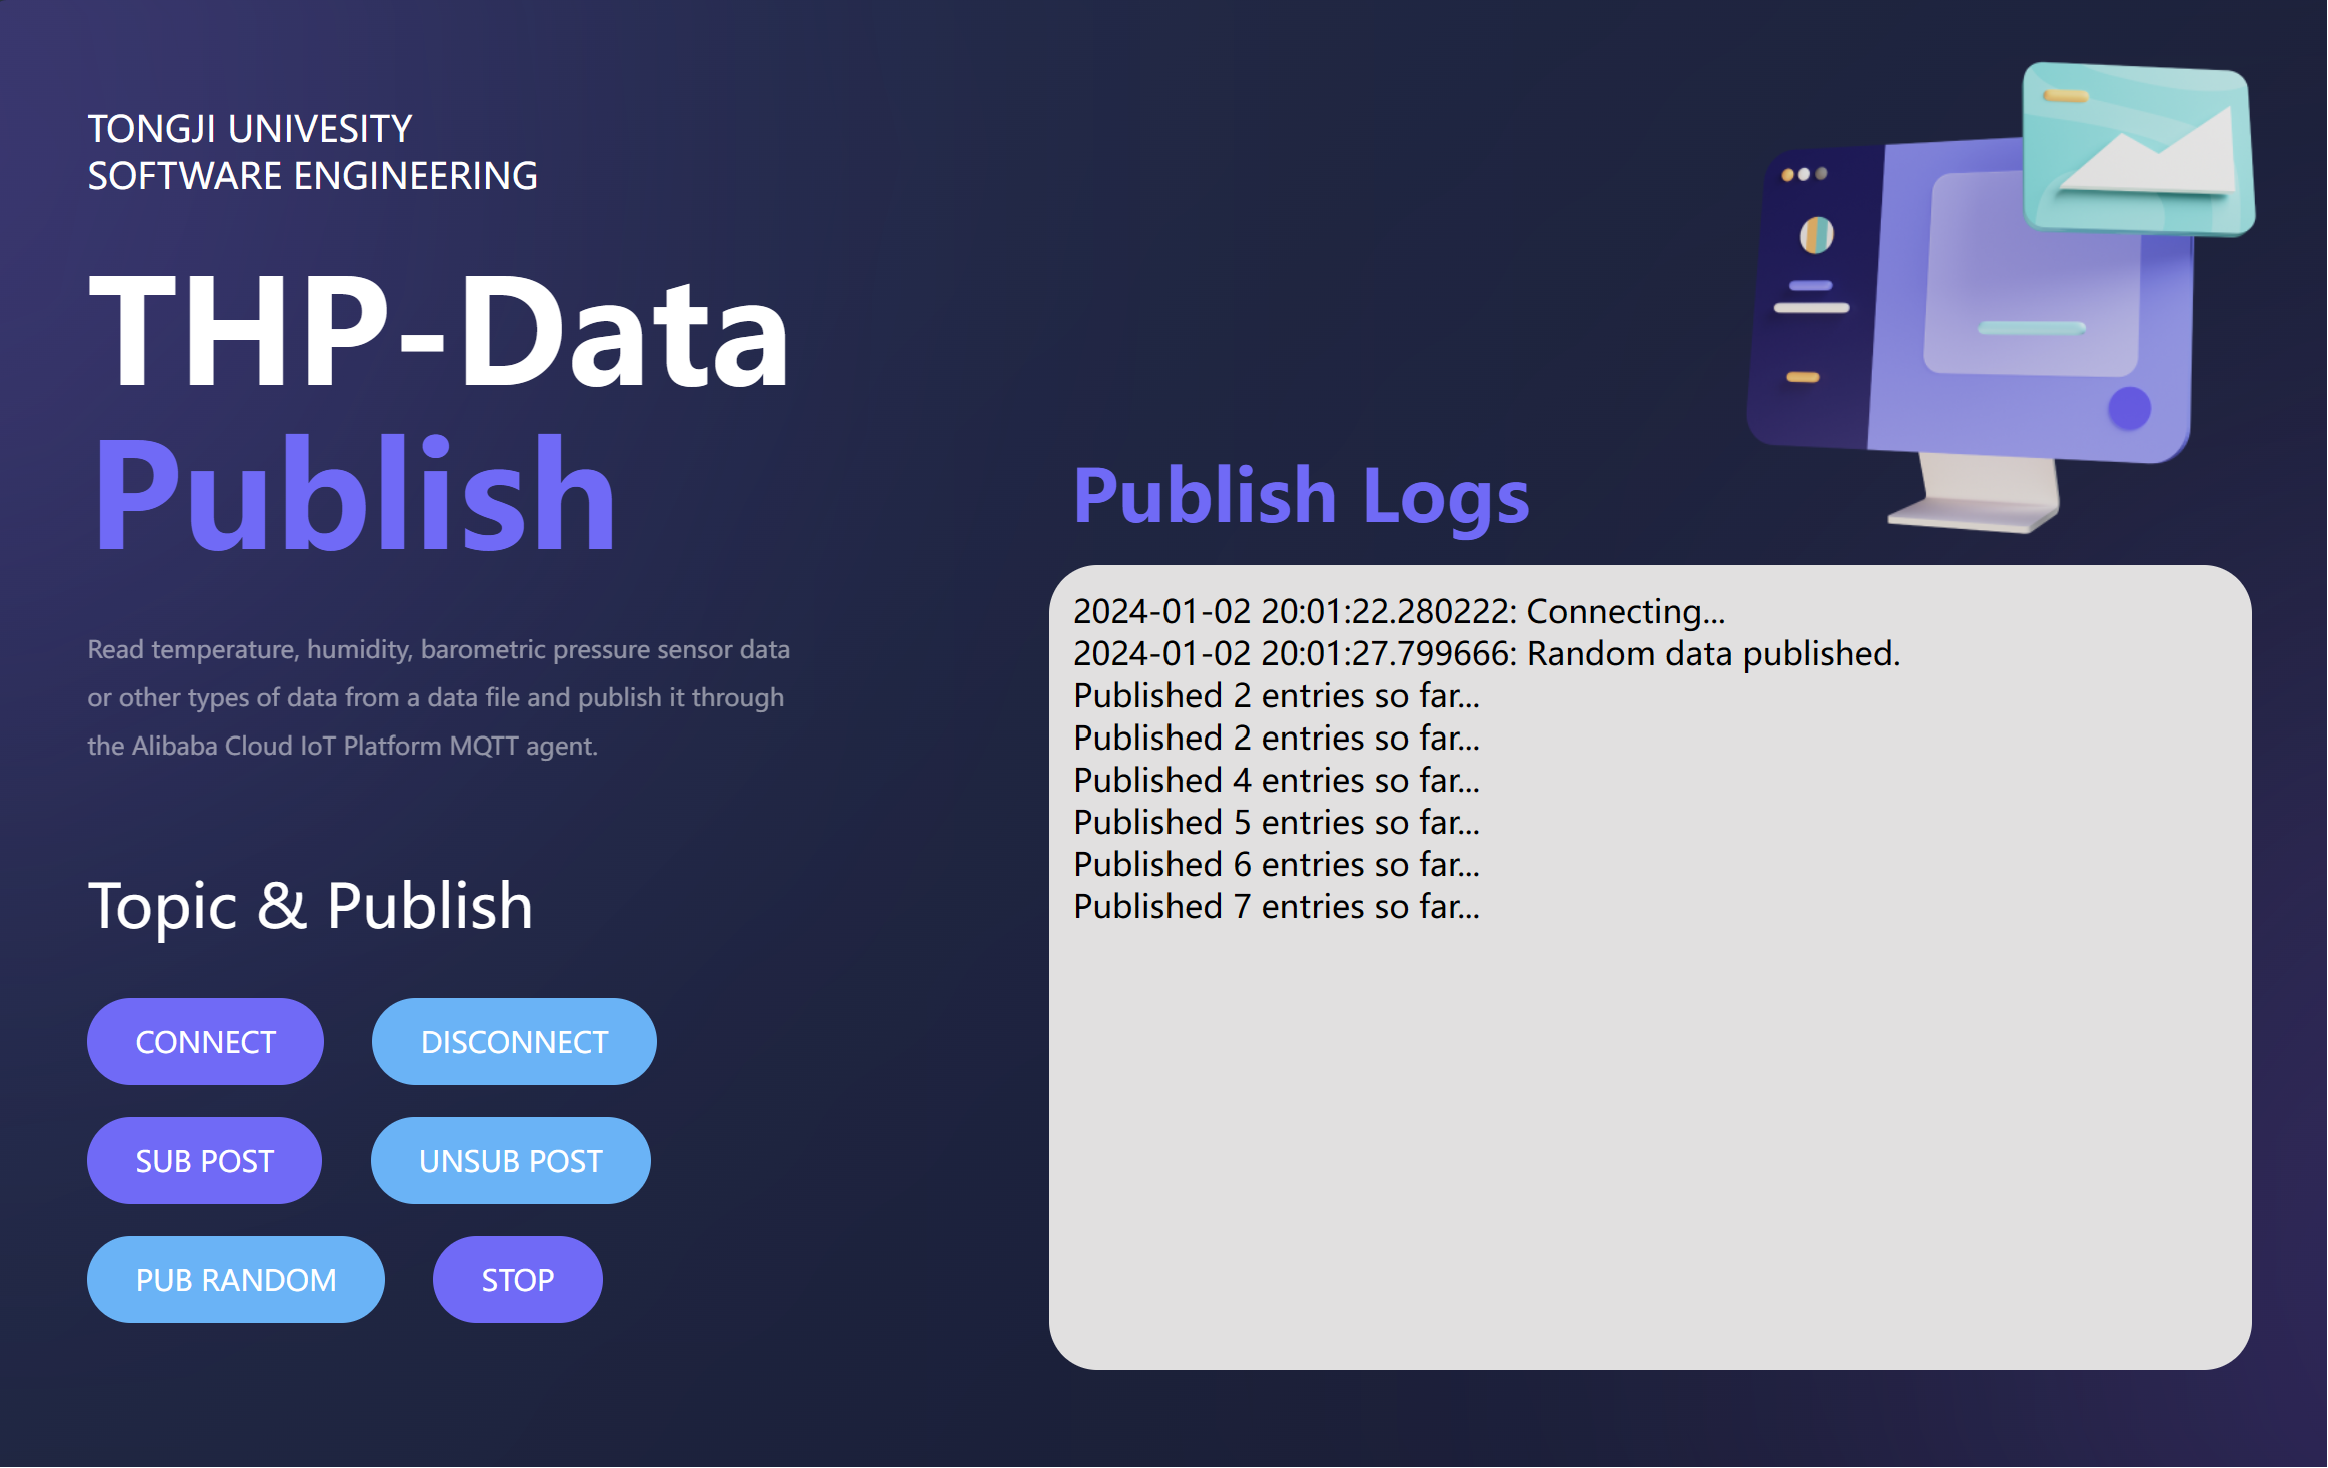 TONGJI UNIVESITY
SOFTWARE ENGINEERING
THP-Data
Publish
Read temperature, humidity, barometric pressure sensor data
or other types of data from a data file and publish it through
the Alibaba Cloud IoT Platform MQTT agent.
Topic & Publish
CONNECT
DISCONNECT
SUB POST
UNSUB POST
PUB RANDOM
STOP
Publish Logs
2024-01-02 20:01:22.280222: Connecting...
2024-01-02 20:01:27.799666: Random data published.
Published 2 entries so far...
Published 2 entries so far...
Published 4 entries so far...
Published 5 entries so far...
Published 6 entries so far...
Published 7 entries so far...